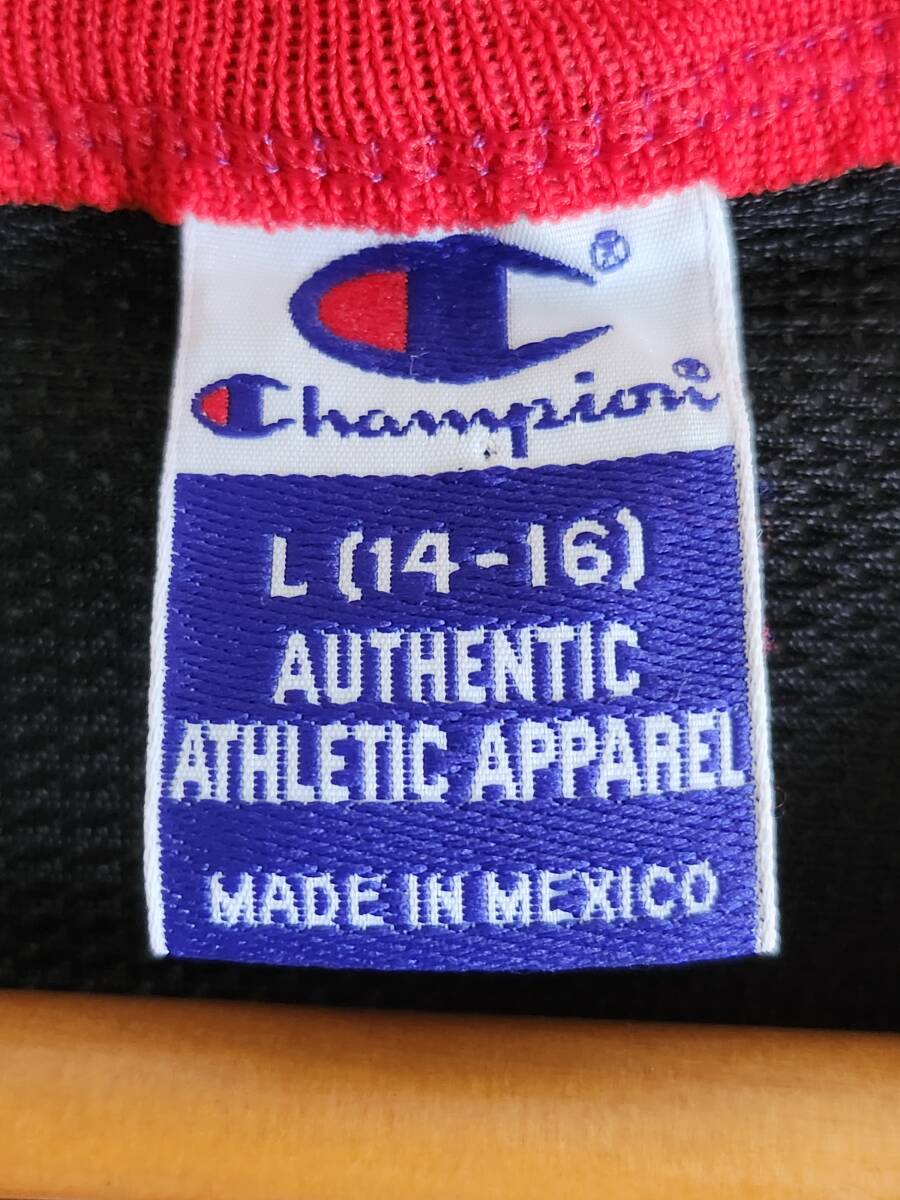 ®
Champion®
L (14-16)
AUTHENTIC
ATHLETIC APPAREL
MADE IN MEXICO